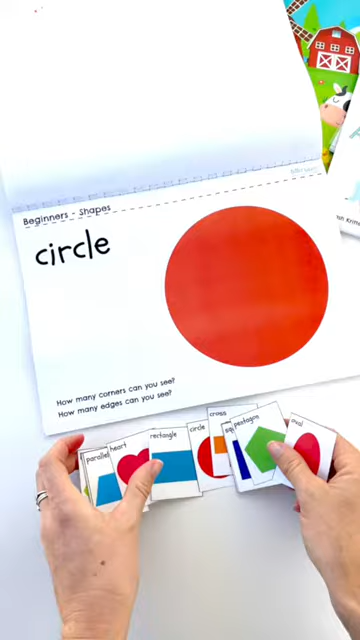 Beginners - Shapes
circle
How many corners can you see?
How many edges can you see?
heart
rectangle
circle
cross
pentagon
oval